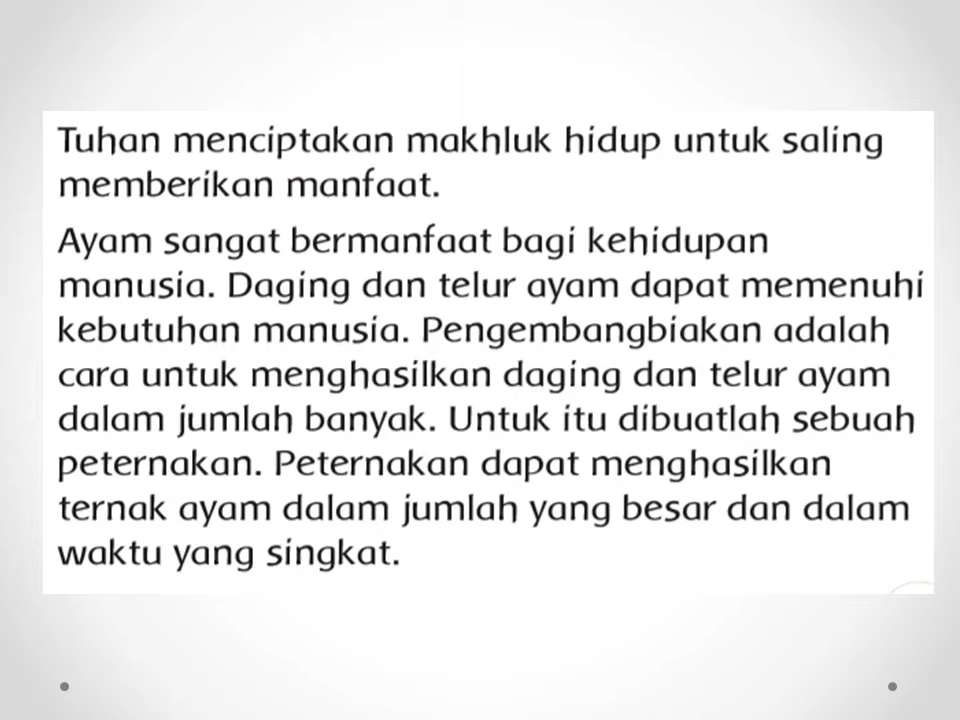 Tuhan menciptakan makhluk hidup untuk saling
memberikan manfaat.
Ayam sangat bermanfaat bagi kehidupan
manusia. Daging dan telur ayam dapat memenuhi
kebutuhan manusia. Pengembangbiakan adalah
cara untuk menghasilkan daging dan telur ayam
dalam jumlah banyak. Untuk itu dibuatlah sebuah
peternakan. Peternakan dapat menghasilkan
ternak ayam dalam jumlah yang besar dan dalam
waktu yang singkat.